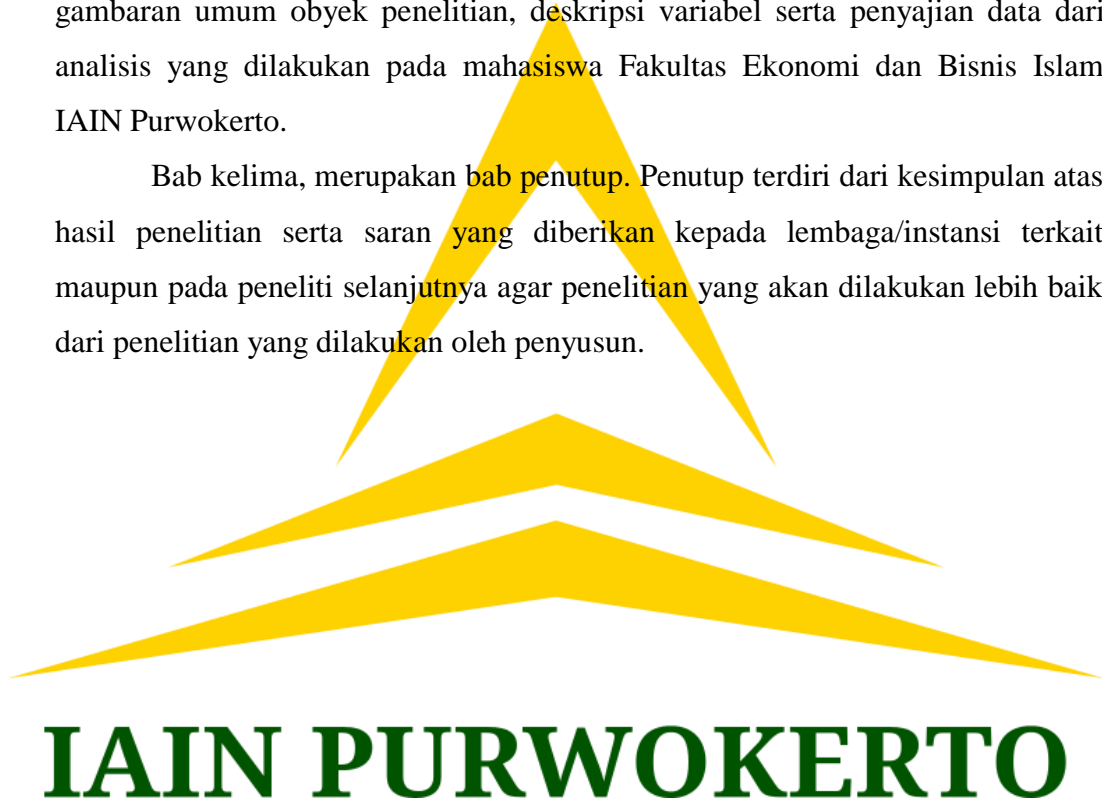 gambaran umum obyek penelitian, deskripsi variabel serta penyajian data dari
analisis yang dilakukan pada mahasiswa Fakultas Ekonomi dan Bisnis Islam
IAIN Purwokerto.
Bab kelima, merupakan bab penutup. Penutup terdiri dari kesimpulan atas
hasil penelitian serta saran yang diberikan kepada lembaga/instansi terkait
maupun pada peneliti selanjutnya agar penelitian yang akan dilakukan lebih baik
dari penelitian yang dilakukan oleh penyusun.
IAIN PURWOKERTO